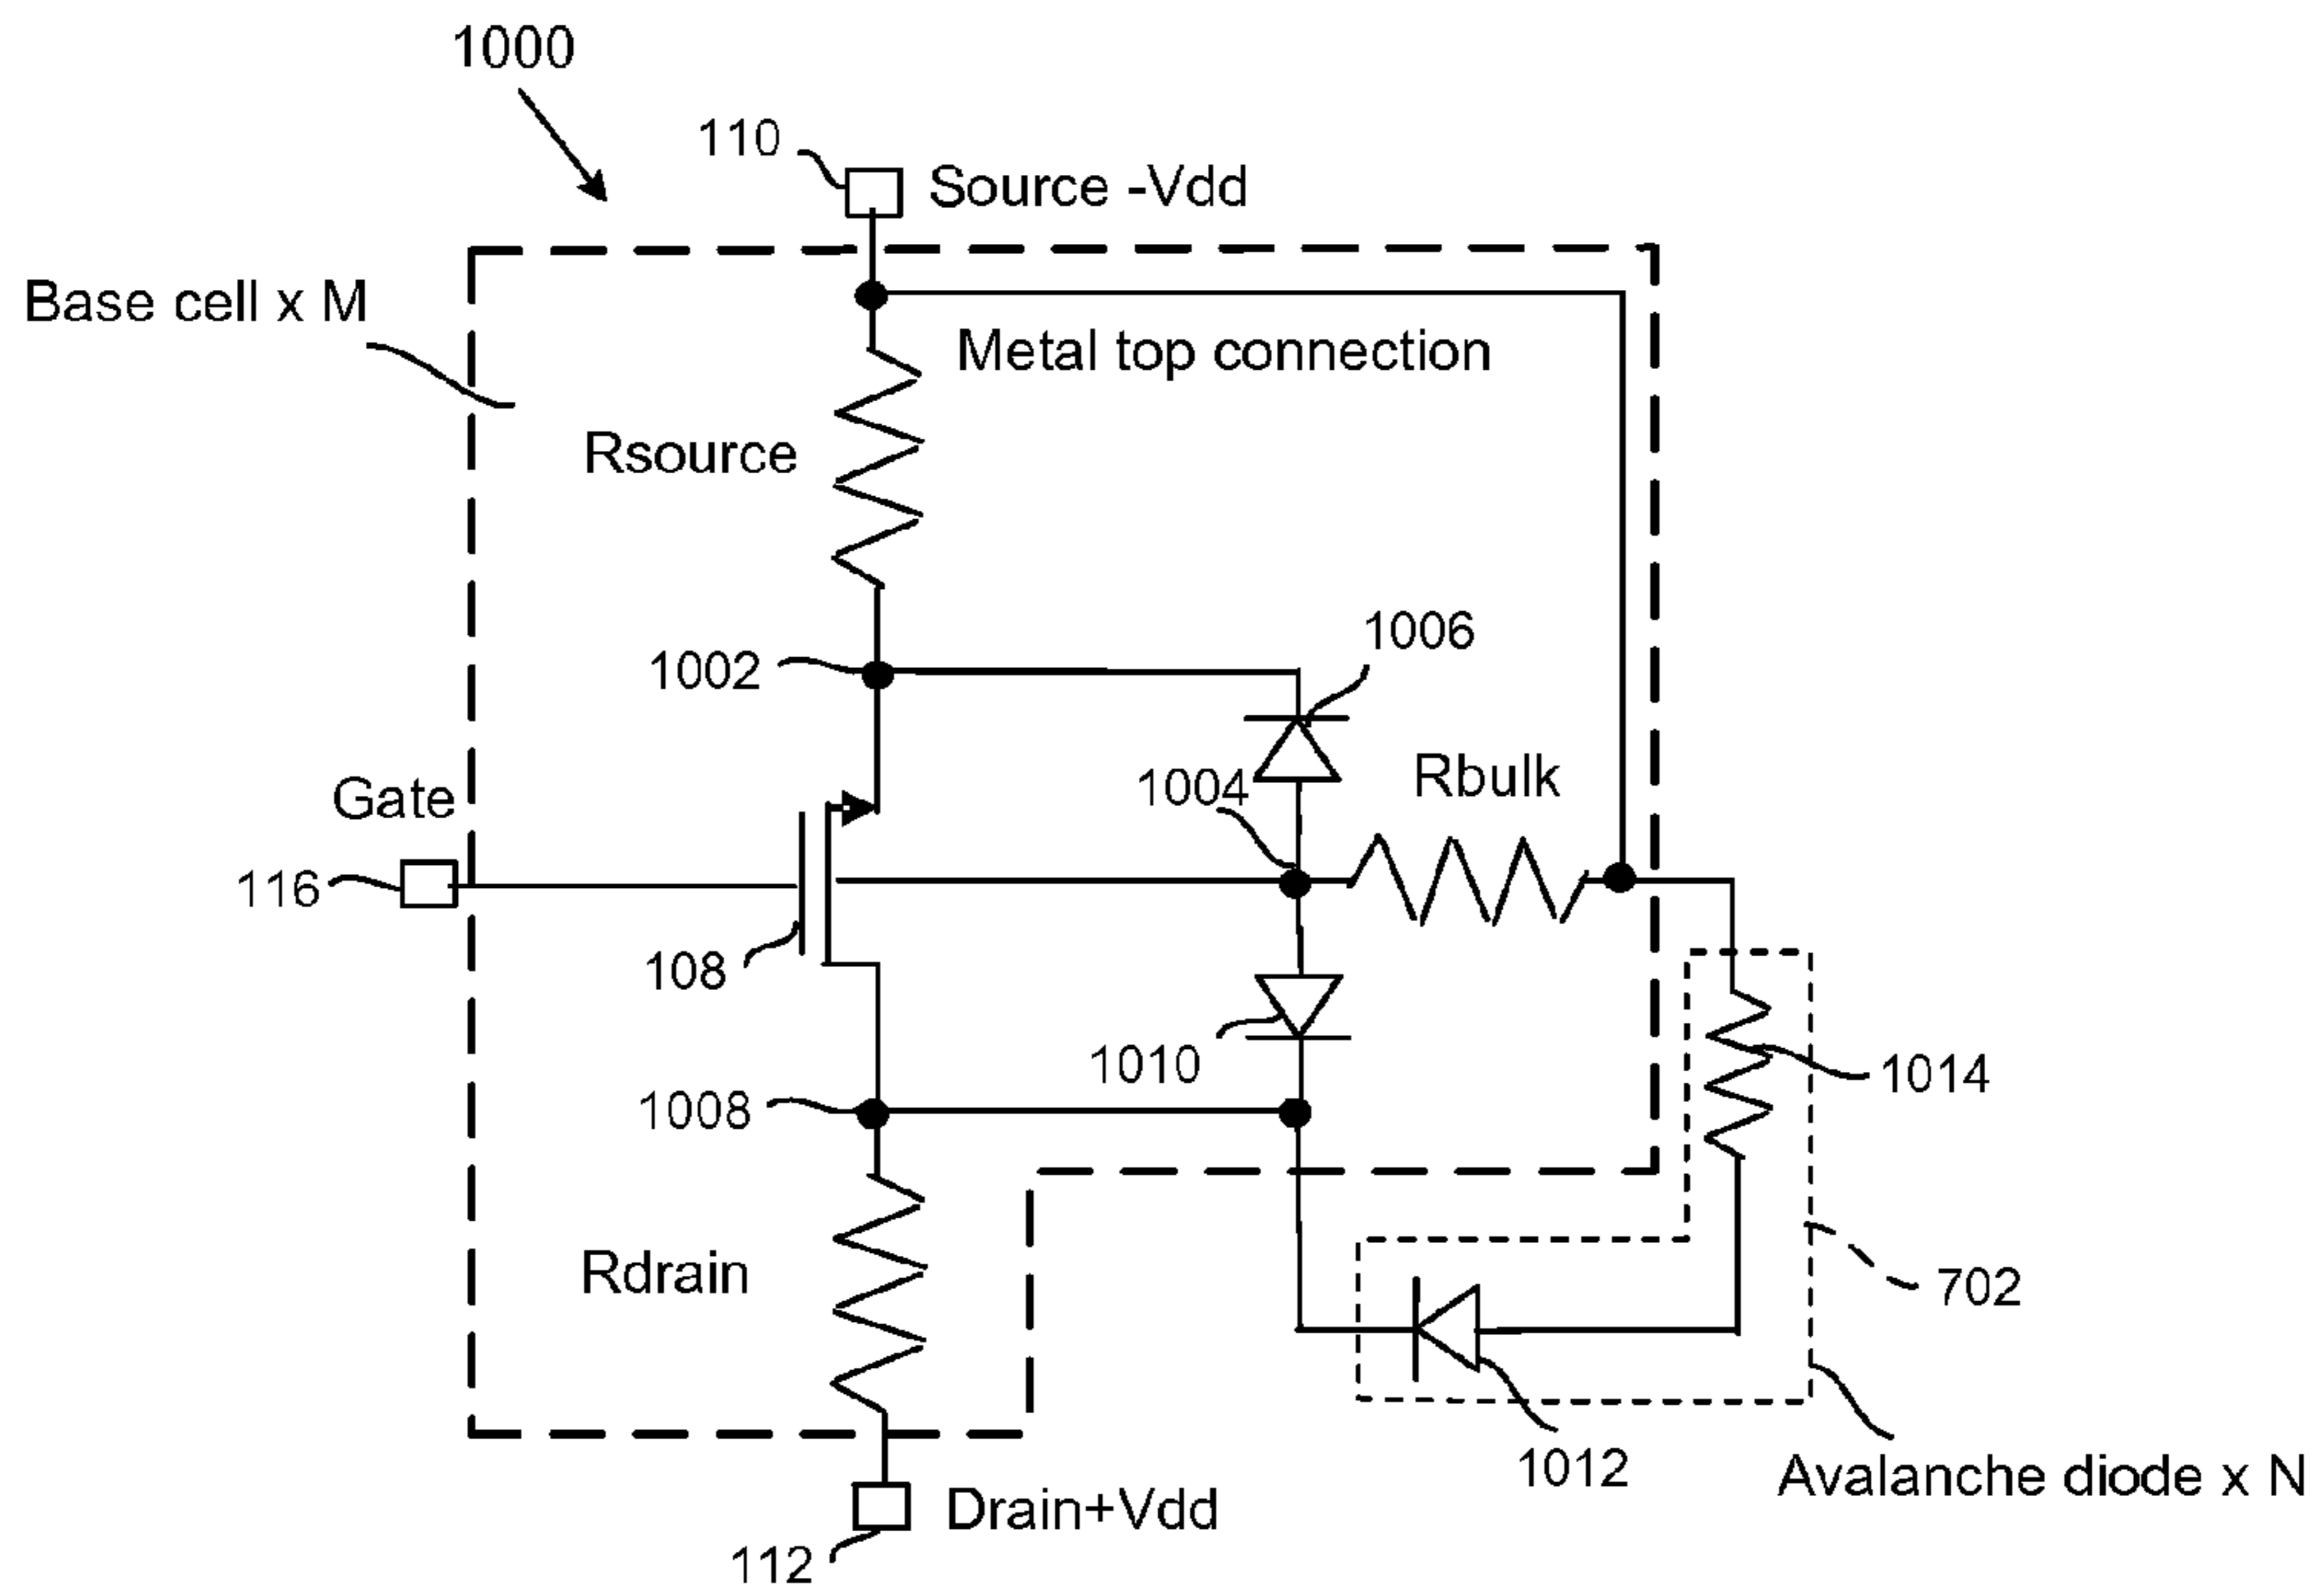 1000
110
Source -Vdd
Base cell x M
Metal top connection
Rsource
1006
1002
1004
Rbulk
Gate
116
108
1010
1014
1008
Rdrain
702
1012
Avalanche diode x N
Drain+Vdd
112